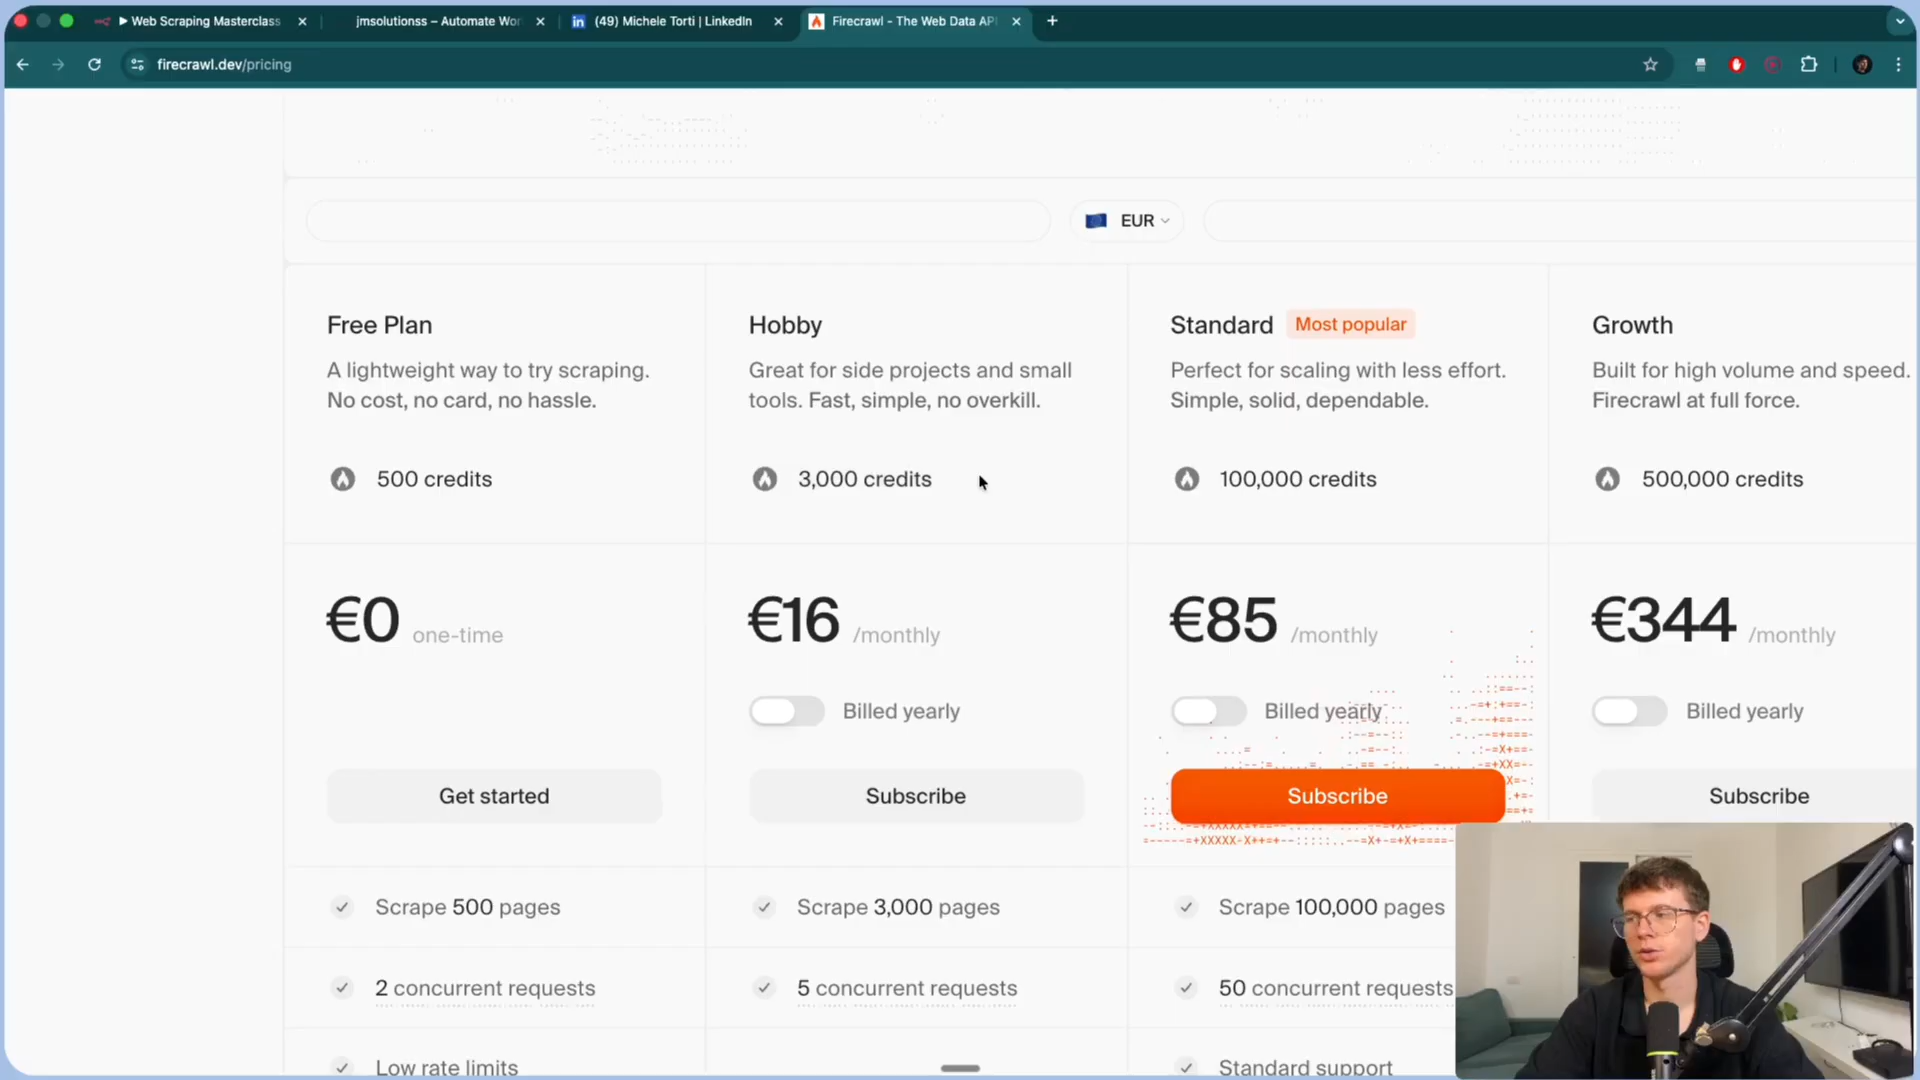 Web Scraping Masterclass
jmsolutionss – Automate Wor
(49) Michele Torti | LinkedIn
Firecrawl - The Web Data API
firecrawl.dev/pricing
EUR
Free Plan
A lightweight way to try scraping.
No cost, no card, no hassle.
500 credits
€0 one-time
Get started
Scrape 500 pages
2 concurrent requests
Low rate limits
Hobby
Great for side projects and small
tools. Fast, simple, no overkill.
3,000 credits
€16 /monthly
Billed yearly
Subscribe
Scrape 3,000 pages
5 concurrent requests
Standard Most popular
Perfect for scaling with less effort.
Simple, solid, dependable.
100,000 credits
€85 /monthly
Billed yearly
Subscribe
Scrape 100,000 pages
50 concurrent requests
Standard support
Growth
Built for high volume and speed.
Firecrawl at full force.
500,000 credits
€344 /monthly
Billed yearly
Subscribe